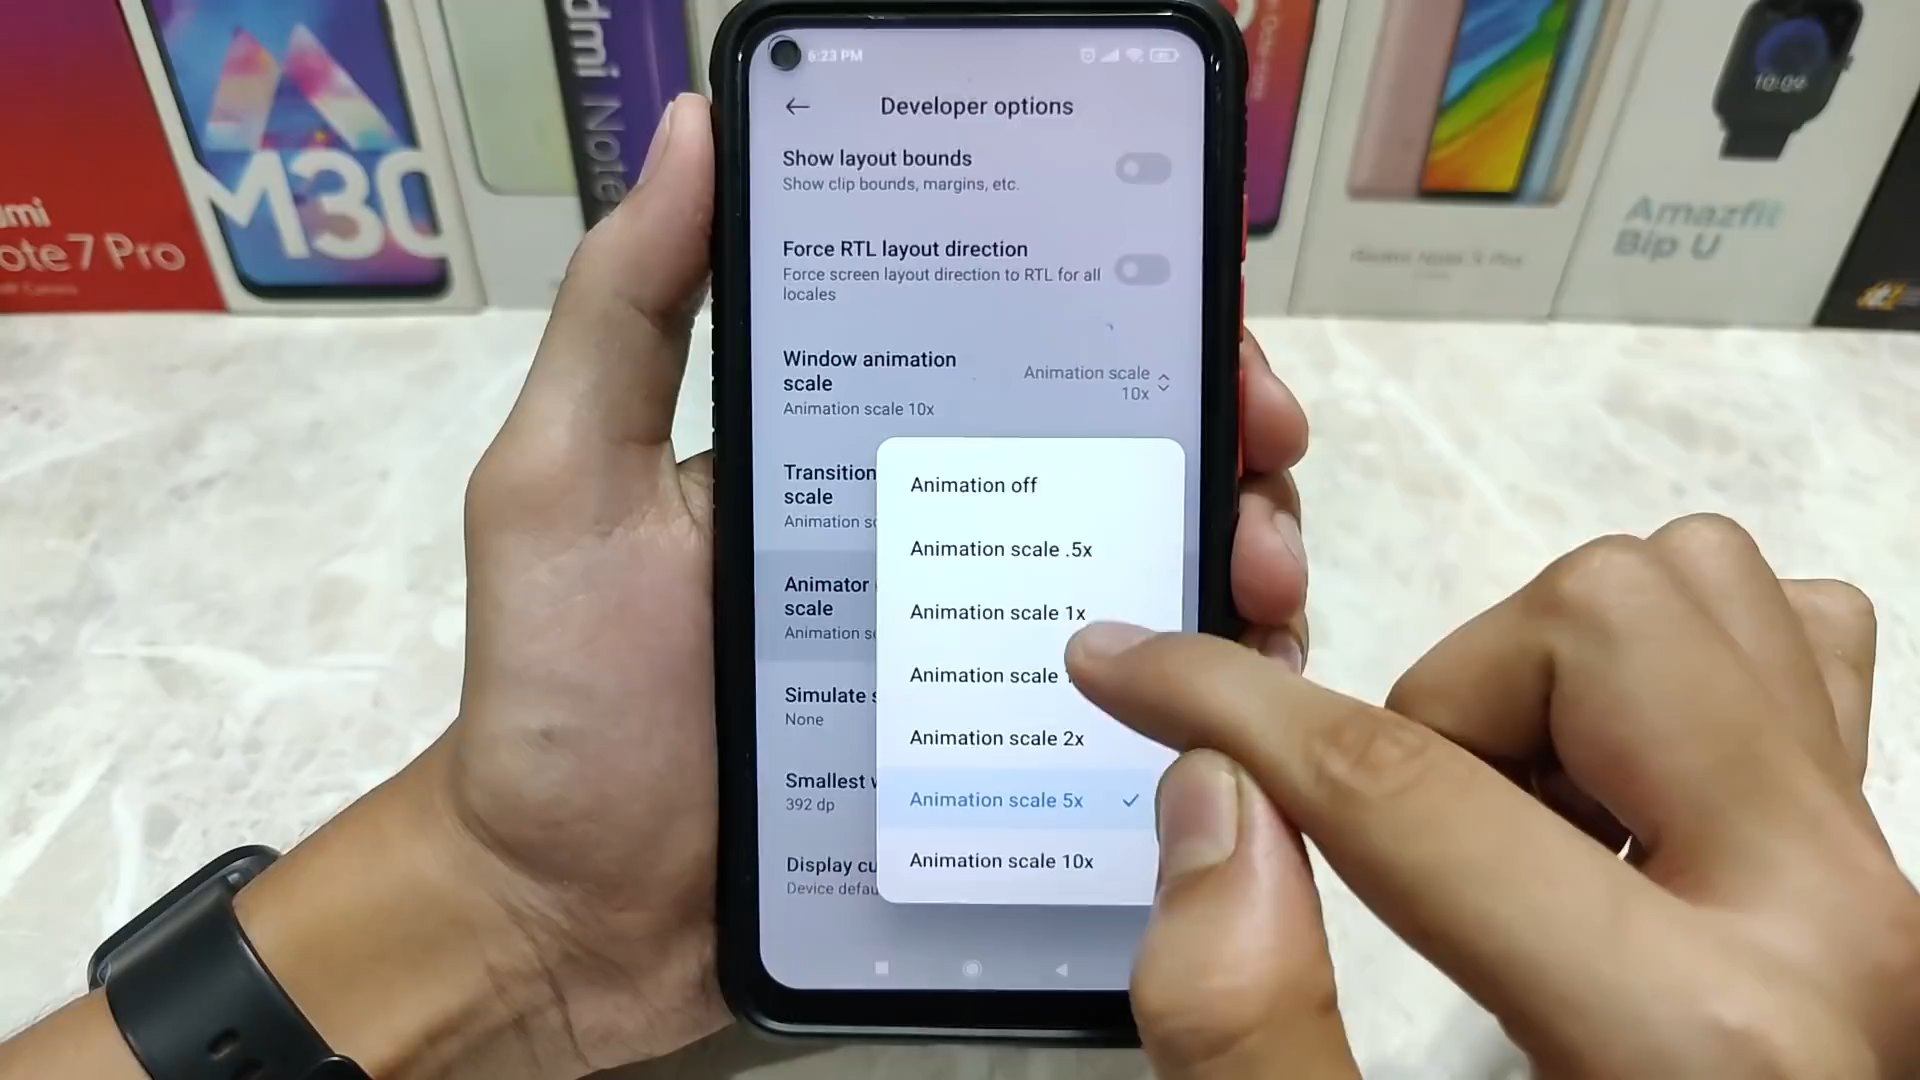 6:23 PM
Developer options
Show layout bounds
Show clip bounds, margins, etc.
Force RTL layout direction
Force screen layout direction to RTL for all
locales
Window animation
scale
Animation scale 10x
Animation scale
10x
Transition
scale
Animation
Animator
scale
Animation
Simulate
None
Smallest
392 dp
Display
Device
Animation off
Animation scale .5x
Animation scale 1x
Animation scale
Animation scale 2x
Animation scale 5x
Animation scale 10x
7 Pro
M30
Note
10:09
Amazfit
Bip U